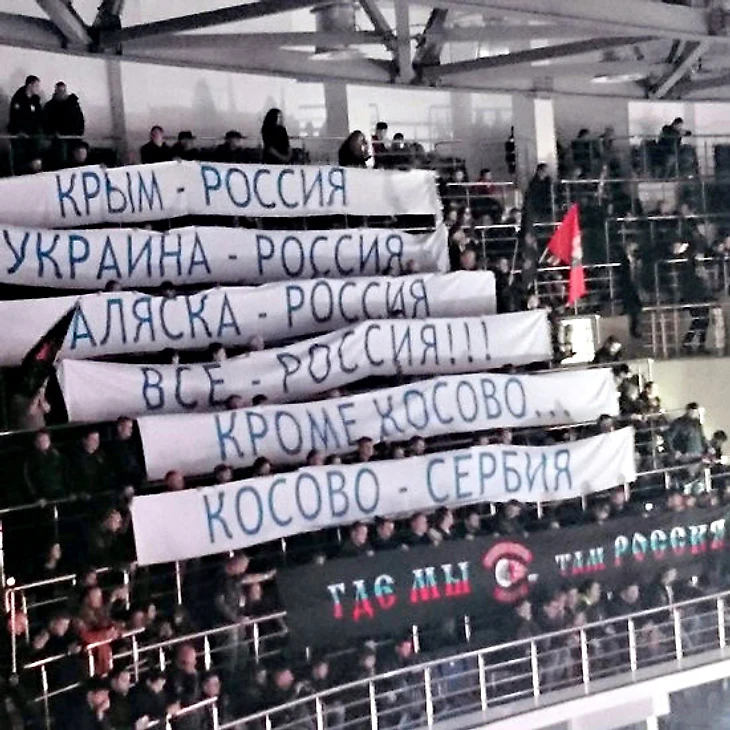 КРЫМ - РОССИЯ
УКРАИНА - РОССИЯ
АЛЯСКА - РОССИЯ
ВСЕ - РОССИЯ!!!
КРОМЕ КОСОВО...
КОСОВО - СЕРБИЯ
ГДЕ МЫ - ТАМ РОССИЯ